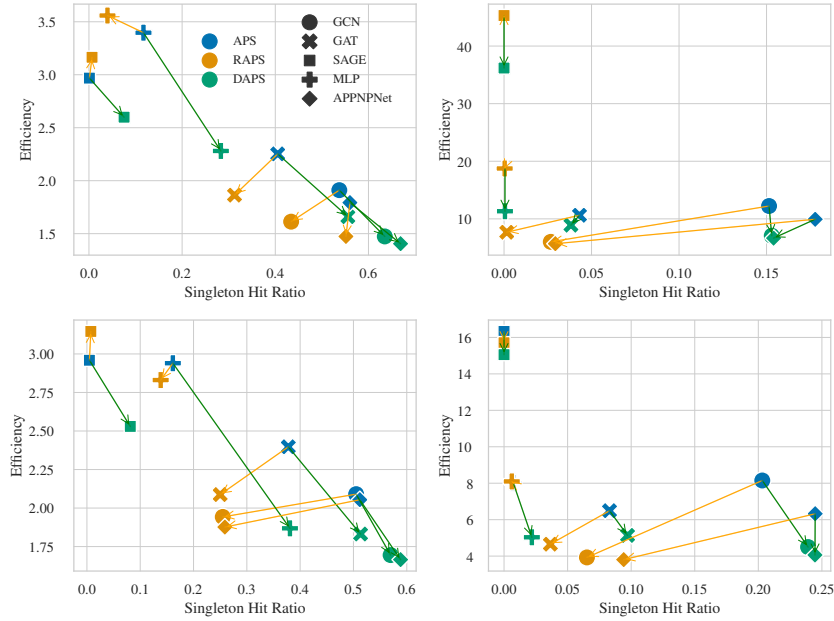 3.5
3.0
2.5
2.0
1.5
Efficiency
0.0
0.2
0.4
0.6
Singleton Hit Ratio
APS
RAPS
DAPS
GCN
GAT
SAGE
MLP
APPNPNet
40
30
20
10
Efficiency
0.00
0.05
0.10
0.15
Singleton Hit Ratio
3.00
2.75
2.50
2.25
2.00
1.75
Efficiency
0.0
0.1
0.2
0.3
0.4
0.5
0.6
Singleton Hit Ratio
16
14
12
10
8
6
4
Efficiency
0.00
0.05
0.10
0.15
0.20
0.25
Singleton Hit Ratio